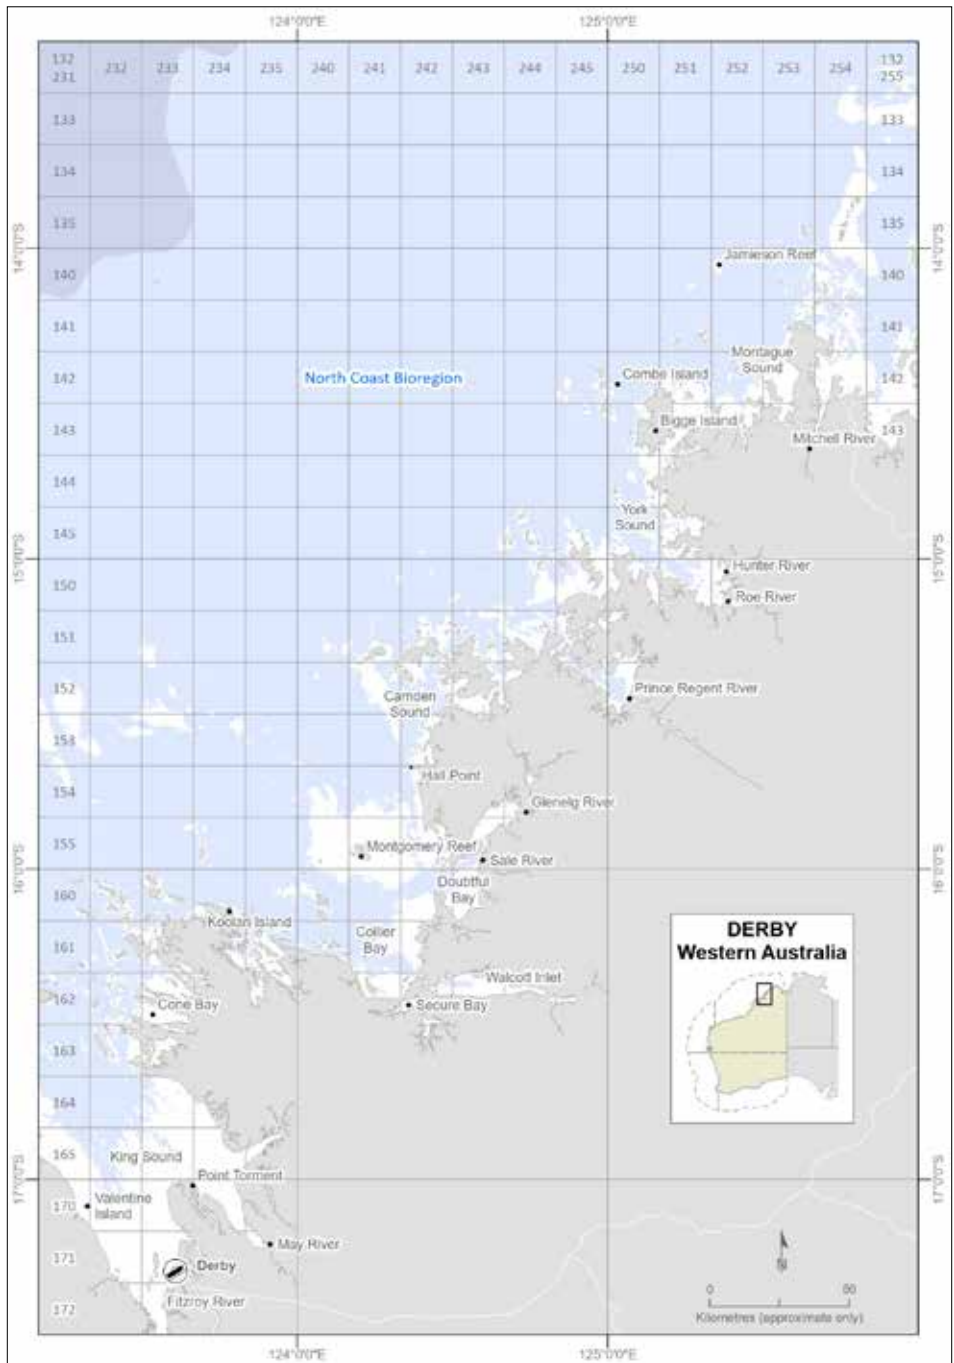 124°0'0"E 125°0'0"E
132 132
231 232 233 234 235 240 241 242 243 244 245 250 251 252 253 254 255
133 133
134 134
135 135
14°0'0"S 14°0'0"S
Jamieson Reef
140 140
141 141
Montague
Sound
142 North Coast Bioregion Combe Island 142
143 Bigge Island 143
Mitchell River
144
York
Sound
145
15°0'0"S 15°0'0"S
150 Hunter River
Roe River
151
152 Prince Regent River
Camden
Sound
153
Hall Point
154 Glenelg River
155 Montgomery Reef Sale River
16°0'0"S 16°0'0"S
Doubtful
Bay
160
Koolan Island
161 Collier
Bay
DERBY
Western Australia
Walcott Inlet
162 Cone Bay Secure Bay
163
164
165 King Sound
Point Torment
17°0'0"S 17°0'0"S
170 Valentine
Island
May River
171 Derby
N
Fitzroy River
172
0 50
Kilometres (approximate only)
124°0'0"E 125°0'0"E